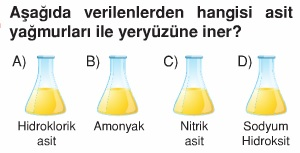 Aşağıda verilenlerden hangisi asit
yağmurları ile yeryüzüne iner?
A) B) C) D)
Hidroklorik Amonyak Nitrik Sodyum
asit asit Hidroksit